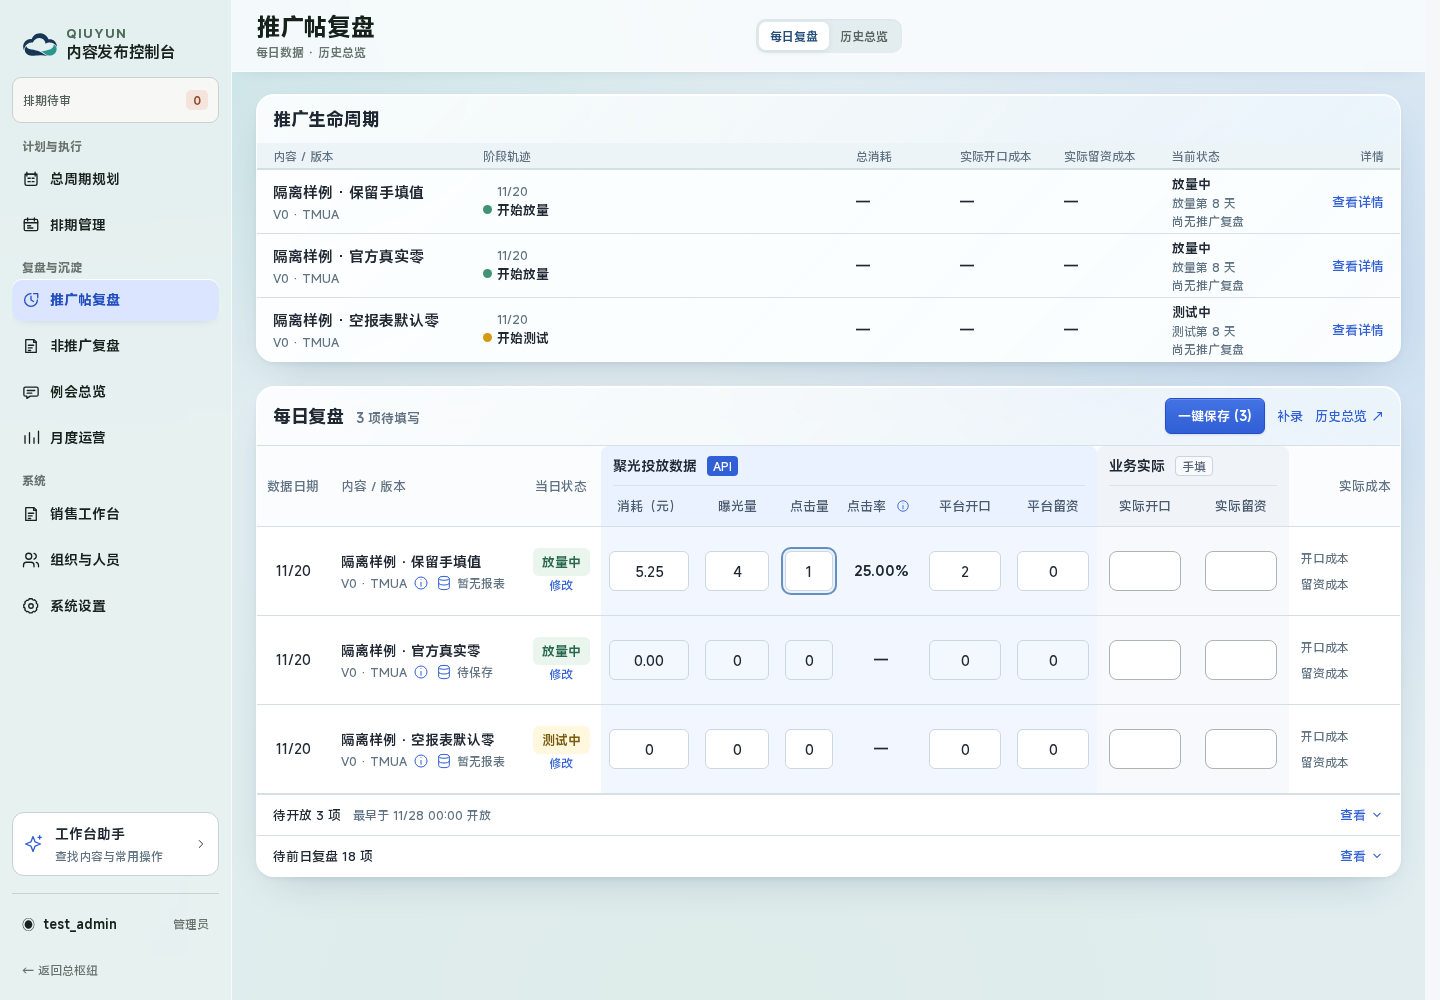 QIUYUN
内容发布控制台
排期待审 0
计划与执行
总周期规划
排期管理
复盘与沉淀
推广帖复盘
非推广复盘
例会总览
月度运营
系统
销售工作台
组织与人员
系统设置
工作台助手
查找内容与常用操作
test_admin 管理员
← 返回总枢纽
推广帖复盘
每日数据 · 历史总览
每日复盘 历史总览
推广生命周期
内容 / 版本 阶段轨迹 总消耗 实际开口成本 实际留资成本 当前状态 详情
隔离样例 · 保留手填值
V0 · TMUA
11/20
开始放量
— — —
放量中
放量第 8 天
尚无推广复盘
查看详情
隔离样例 · 官方真实零
V0 · TMUA
11/20
开始放量
— — —
放量中
放量第 8 天
尚无推广复盘
查看详情
隔离样例 · 空报表默认零
V0 · TMUA
11/20
开始测试
— — —
测试中
测试第 8 天
尚无推广复盘
查看详情
每日复盘 3 项待填写
一键保存 (3) 补录 历史总览 ↗
数据日期 内容 / 版本 当日状态
聚光投放数据 API
消耗（元） 曝光量 点击量 点击率 平台开口 平台留资
业务实际 手填
实际开口 实际留资
实际成本
11/20
隔离样例 · 保留手填值
V0 · TMUA 暂无报表
放量中
修改
5.25 4 1 25.00% 2 0
开口成本
留资成本
11/20
隔离样例 · 官方真实零
V0 · TMUA 待保存
放量中
修改
0.00 0 0 — 0 0
开口成本
留资成本
11/20
隔离样例 · 空报表默认零
V0 · TMUA 暂无报表
测试中
修改
0 0 0 — 0 0
开口成本
留资成本
待开放 3 项 最早于 11/28 00:00 开放 查看
待前日复盘 18 项 查看